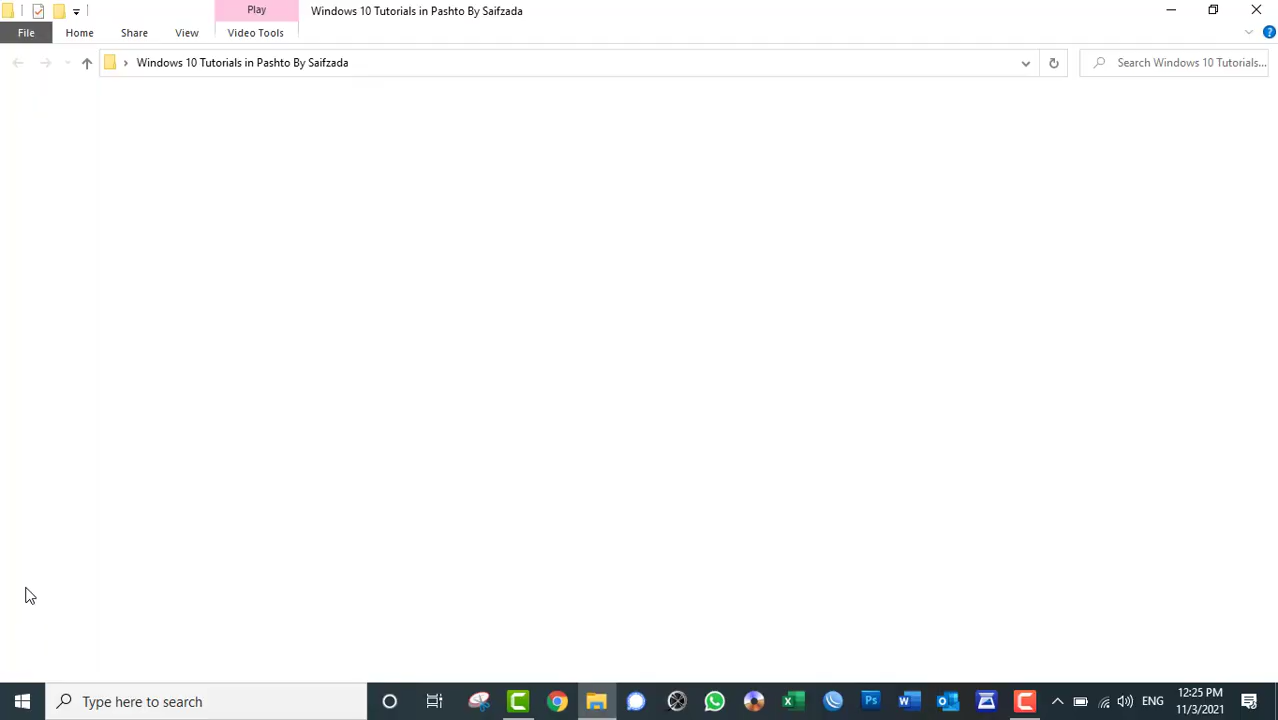 Play
Windows 10 Tutorials in Pashto By Saifzada
File
Home
Share
View
Video Tools
Windows 10 Tutorials in Pashto By Saifzada
Search Windows 10 Tutorials...
Type here to search
ENG
12:25 PM
11/3/2021